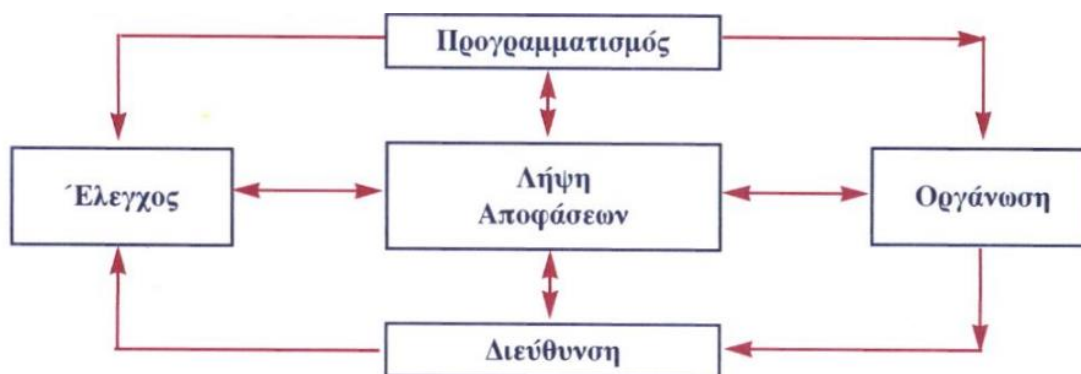 Προγραμματισμός
Έλεγχος
Λήψη
Αποφάσεων
Οργάνωση
Διεύθυνση